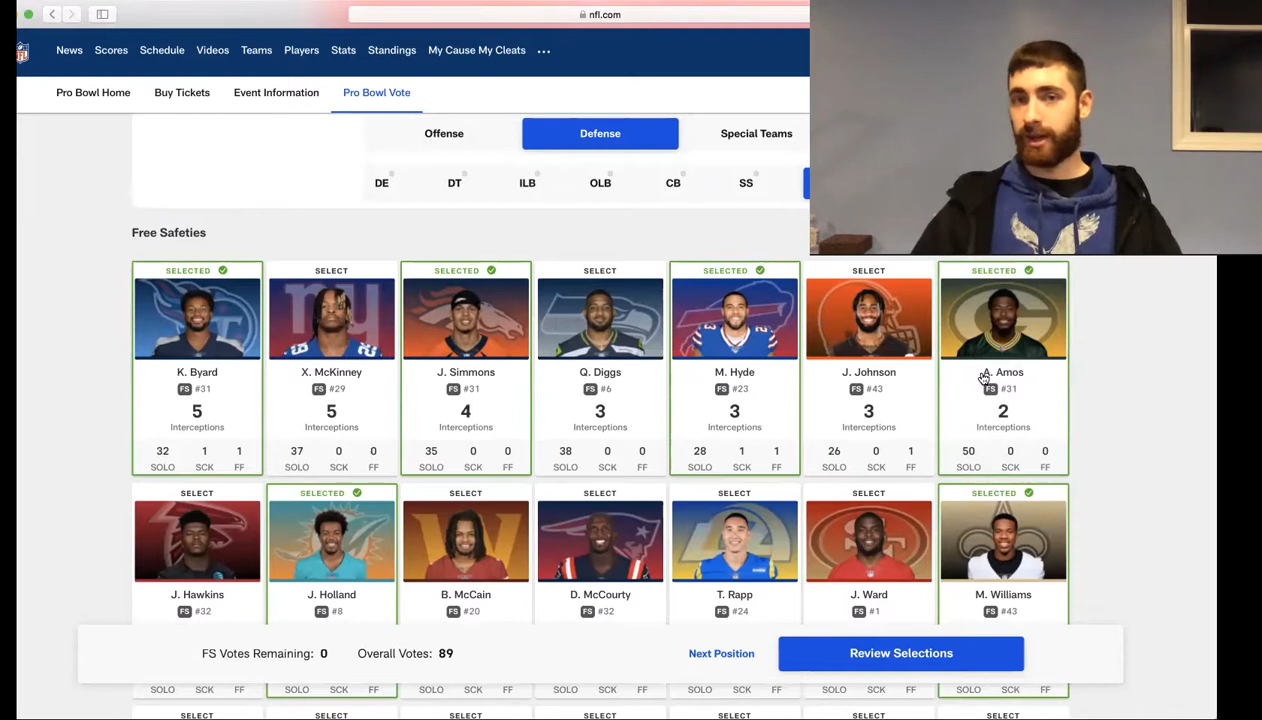 nfl.com
News Scores Schedule Videos Teams Players Stats Standings My Cause My Cleats ...
Pro Bowl Home Buy Tickets Event Information Pro Bowl Vote
Offense Defense Special Teams
DE DT ILB OLB CB SS
Free Safeties
SELECTED SELECT SELECTED SELECT SELECTED SELECT SELECTED
K. Byard X. McKinney J. Simmons Q. Diggs M. Hyde J. Johnson A. Amos
FS #31 FS #29 FS #31 FS #6 FS #23 FS #43 FS #31
5 5 4 3 3 3 2
Interceptions Interceptions Interceptions Interceptions Interceptions Interceptions Interceptions
32 1 1 37 0 0 35 0 0 38 0 0 28 1 1 26 0 1 50 0 0
SOLO SCK FF SOLO SCK FF SOLO SCK FF SOLO SCK FF SOLO SCK FF SOLO SCK FF SOLO SCK FF
SELECT SELECTED SELECT SELECT SELECT SELECT SELECTED
J. Hawkins J. Holland B. McCain D. McCourty T. Rapp J. Ward M. Williams
FS #32 FS #8 FS #20 FS #32 FS #24 FS #1 FS #43
FS Votes Remaining: 0 Overall Votes: 89 Next Position Review Selections
SOLO SCK FF SOLO SCK FF SOLO SCK FF SOLO SCK FF SOLO SCK FF SOLO SCK FF SOLO SCK FF
SELECT SELECT SELECT SELECT SELECT SELECT SELECT